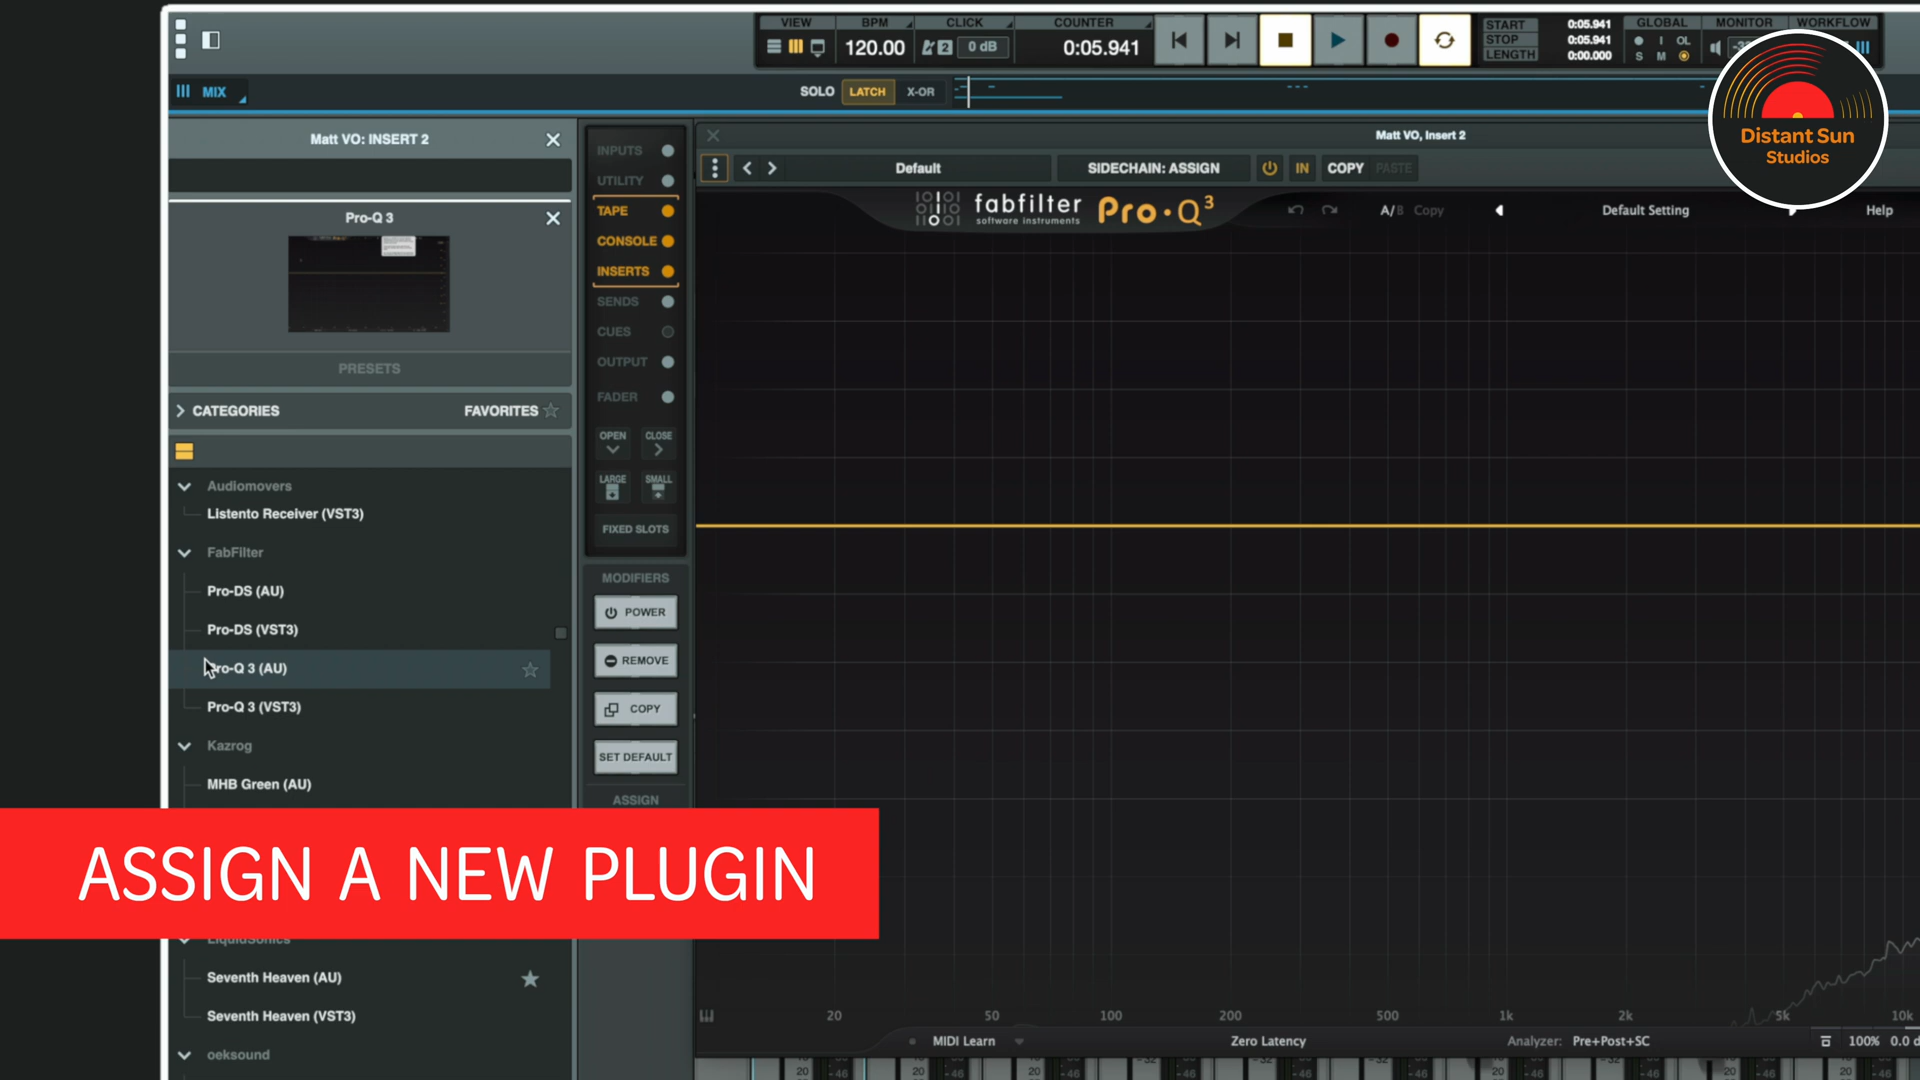 VIEW
BPM
CLICK
COUNTER
START
STOP
LENGTH
0:05.941
0:05.941
0:00.000
GLOBAL
MONITOR
WORKFLOW
120.00
2
0 dB
0:05.941
I
OL
S
M
MIX
SOLO
LATCH
X-OR
Distant Sun
Studios
Matt VO: INSERT 2
Pro-Q 3
PRESETS
CATEGORIES
FAVORITES
Audiomovers
Listento Receiver (VST3)
FabFilter
Pro-DS (AU)
Pro-DS (VST3)
Pro-Q 3 (AU)
Pro-Q 3 (VST3)
Kazrog
MHB Green (AU)
LiquidSonics
Seventh Heaven (AU)
Seventh Heaven (VST3)
oeksound
INPUTS
UTILITY
TAPE
CONSOLE
INSERTS
SENDS
CUES
OUTPUT
FADER
OPEN
CLOSE
LARGE
SMALL
FIXED SLOTS
MODIFIERS
POWER
REMOVE
COPY
SET DEFAULT
ASSIGN
Matt VO, Insert 2
Default
SIDECHAIN: ASSIGN
IN
COPY
PASTE
fabfilter
software instruments
Pro·Q3
A/B
Copy
Default Setting
Help
20
50
100
200
500
1k
2k
5k
10k
MIDI Learn
Zero Latency
Analyzer:
Pre+Post+SC
100%
ASSIGN A NEW PLUGIN